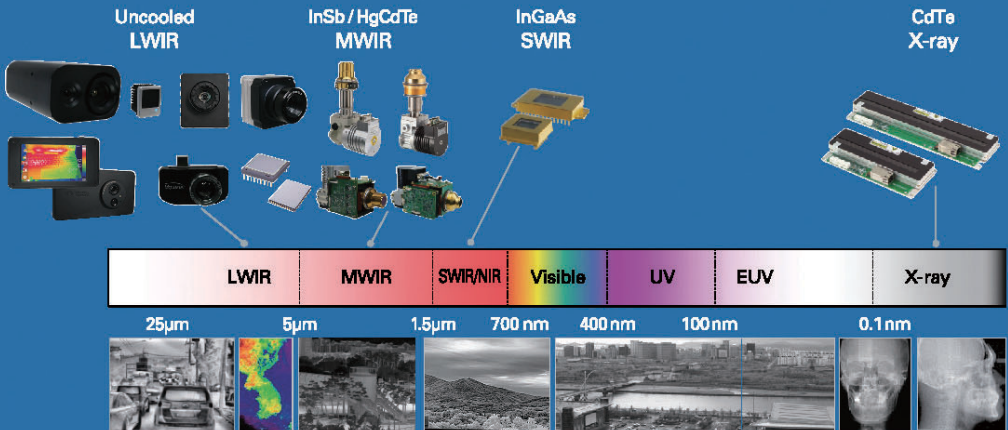 Uncooled
LWIR
InSb / HgCdTe
MWIR
InGaAs
SWIR
CdTe
X-ray
LWIR
MWIR
SWIR/NIR
Visible
UV
EUV
X-ray
25μm
5μm
1.5μm
700 nm
400 nm
100 nm
0.1 nm